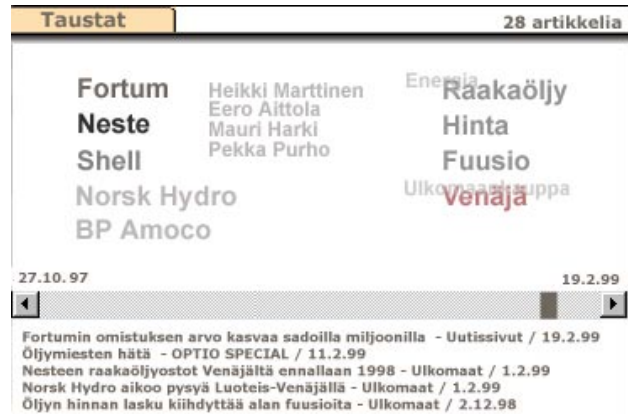 Taustat
28 artikkelia
Fortum
Neste
Shell
Norsk Hydro
BP Amoco
Heikki Marttinen
Eero Aittola
Mauri Harki
Pekka Purho
Energia
Raakaöljy
Hinta
Fuusio
Ulkomaankauppa
Venäjä
27.10.97
19.2.99
Fortumin omistuksen arvo kasvaa sadoilla miljoonilla - Uutissivut / 19.2.99
Öljymiesten hätä - OPTIO SPECIAL / 11.2.99
Nesteen raakaöljyostot Venäjältä ennallaan 1998 - Ulkomaat / 1.2.99
Norsk Hydro aikoo pysyä Luoteis-Venäjällä - Ulkomaat / 1.2.99
Öljyn hinnan lasku kiihdyttää alan fuusioita - Ulkomaat / 2.12.98